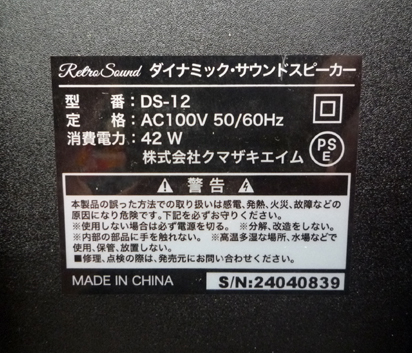 Retro Sound ダイナミック・サウンドスピーカー
型 番:DS-12
定 格:AC100V 50/60Hz
消費電力:42 W
株式会社クマザキエイム
PS
E
警告
本製品の誤った方法での取り扱いは感電、発熱、火災、故障などの
原因になり危険です。下記を必ずお守りください。
※使用しない場合は必ず電源を切る。 ※分解、改造をしない。
※内部の部品に手を触れない。 ※高温多湿な場所、水場などで
使用、保管、放置しない。
■修理、点検の際は、発売元にお問い合わせください。
MADE IN CHINA S/N:24040839